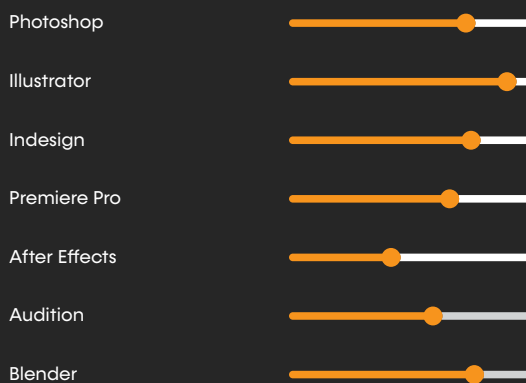 Photoshop
Illustrator
Indesign
Premiere Pro
After Effects
Audition
Blender